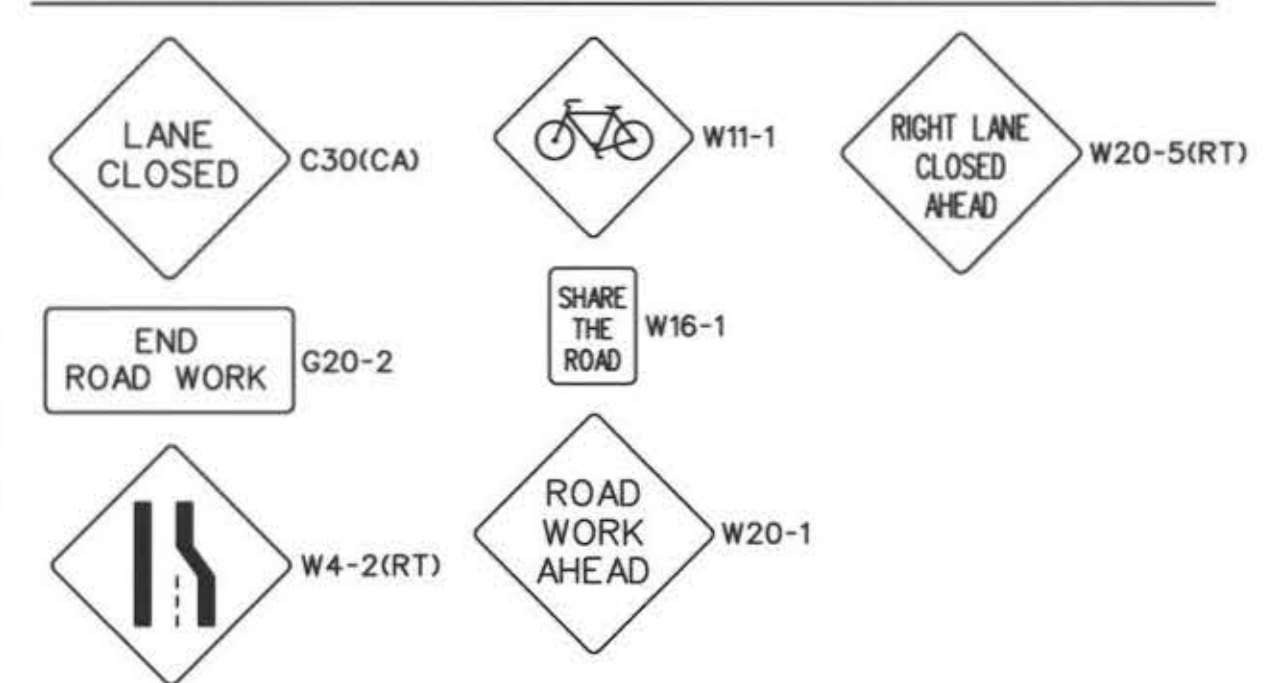 LANE
CLOSED
C30(CA)
END
ROAD WORK
G20-2
W4-2(RT)
W11-1
SHARE
THE
ROAD
W16-1
ROAD
WORK
AHEAD
W20-1
RIGHT LANE
CLOSED
AHEAD
W20-5(RT)